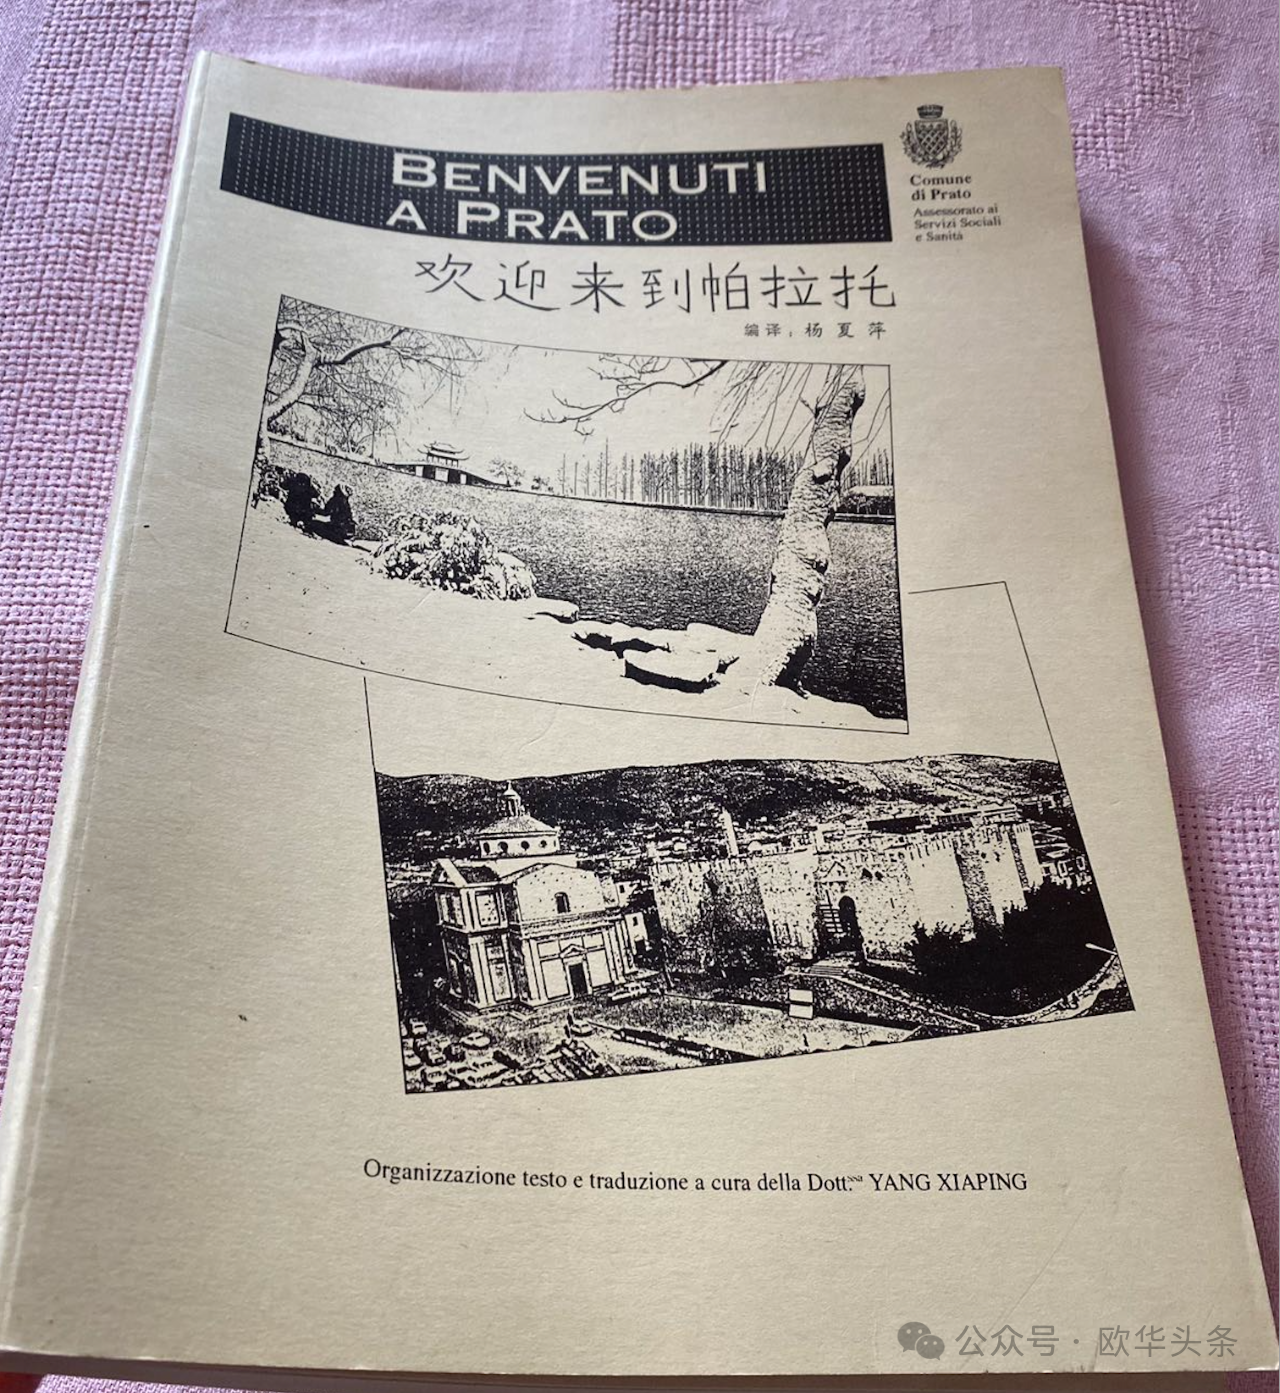 BENVENUTI
A PRATO
Comune
di Prato
Assessorato ai
Servizi Sociali
e Sanità
欢迎来到帕拉托
编译：杨夏萍
Organizzazione testo e traduzione a cura della Dott.ssa YANG XIAPING
公众号·欧华头条